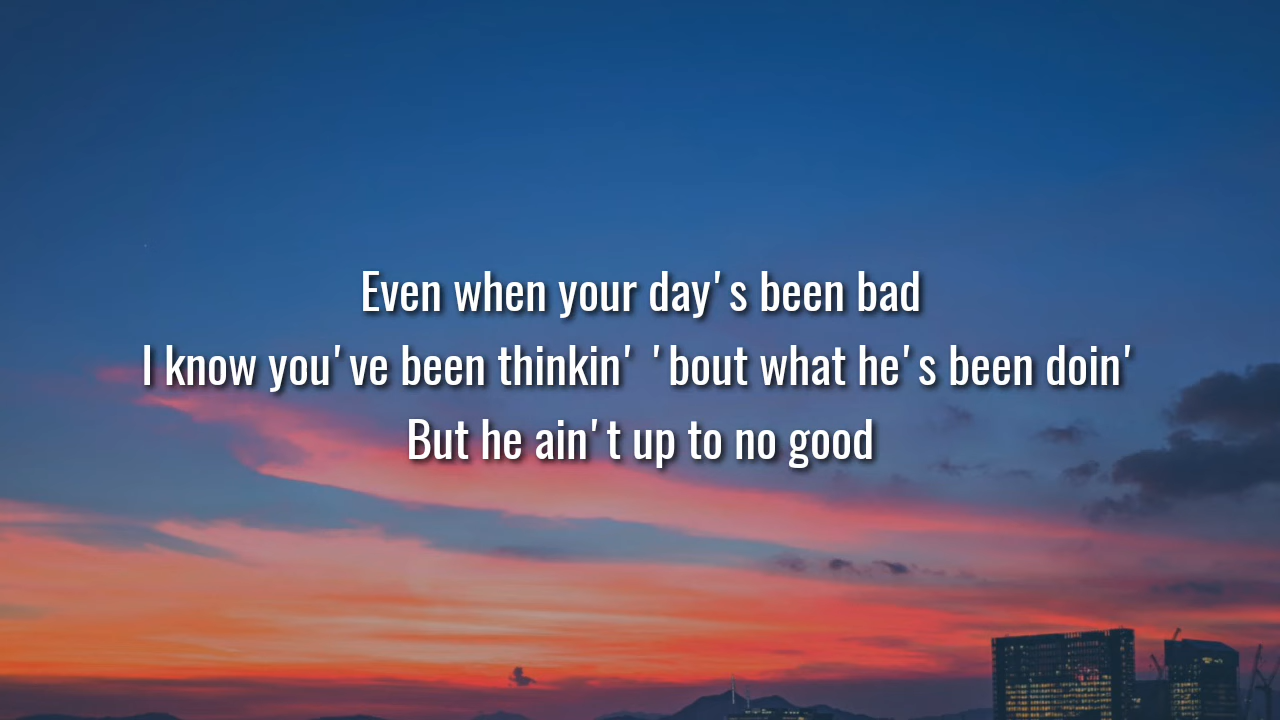 Even when your day's been bad
I know you've been thinkin' 'bout what he's been doin'
But he ain't up to no good